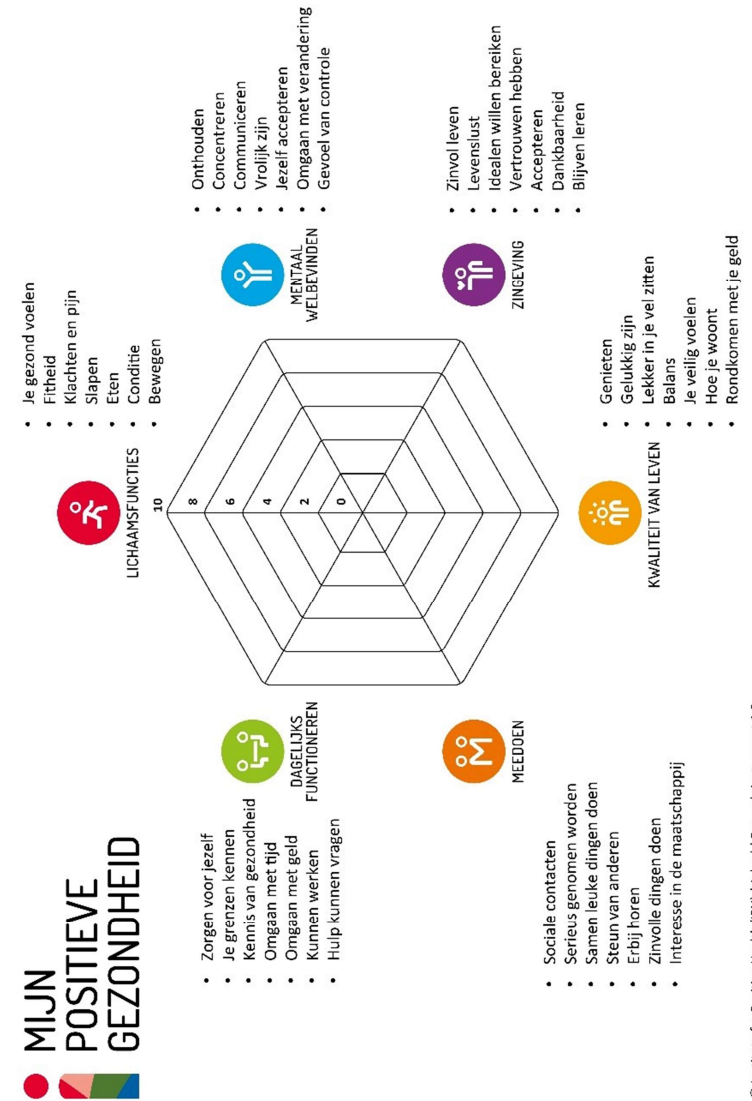 MIJN
POSITIEVE
GEZONDHEID
LICHAAMSFUNCTIES
• Je gezond voelen
• Fitheid
• Klachten en pijn
• Slapen
• Eten
• Conditie
• Bewegen
MENTAAL
WELBEVINDEN
• Onthouden
• Concentreren
• Communiceren
• Vrolijk zijn
• Jezelf accepteren
• Omgaan met verandering
• Gevoel van controle
ZINGEVING
• Zinvol leven
• Levenslust
• Idealen willen bereiken
• Vertrouwen hebben
• Accepteren
• Dankbaarheid
• Blijven leren
KWALITEIT VAN LEVEN
• Genieten
• Gelukkig zijn
• Lekker in je vel zitten
• Balans
• Je veilig voelen
• Hoe je woont
• Rondkomen met je geld
MEEDOEN
• Sociale contacten
• Serieus genomen worden
• Samen leuke dingen doen
• Steun van anderen
• Erbij horen
• Zinvolle dingen doen
• Interesse in de maatschappij
DAGELIJKS
FUNCTIONEREN
• Zorgen voor jezelf
• Je grenzen kennen
• Kennis van gezondheid
• Omgaan met tijd
• Omgaan met geld
• Kunnen werken
• Hulp kunnen vragen
10
8
6
4
2
0